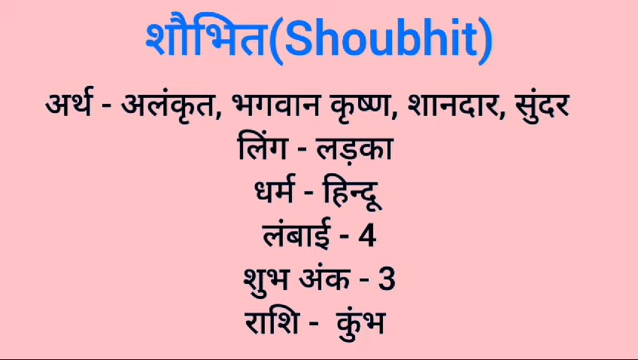 शौभित(Shoubhit)
अर्थ - अलंकृत, भगवान कृष्ण, शानदार, सुंदर
लिंग - लड़का
धर्म - हिन्दू
लंबाई - 4
शुभ अंक - 3
राशि - कुंभ